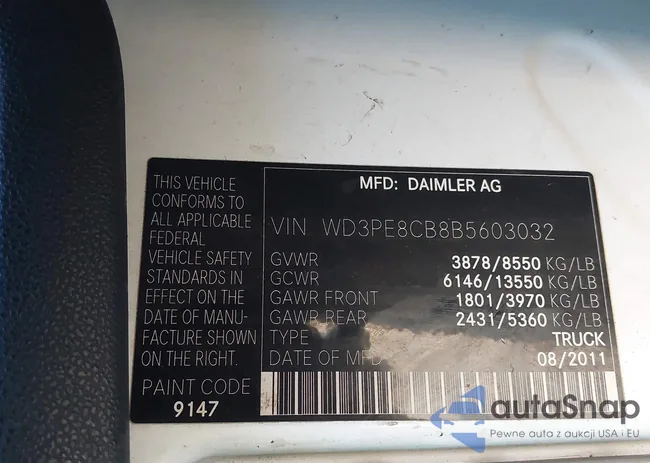 THIS VEHICLE
CONFORMS TO
ALL APPLICABLE
FEDERAL
VEHICLE SAFETY
STANDARDS IN
EFFECT ON THE
DATE OF MANU-
FACTURE SHOWN
ON THE RIGHT.
PAINT CODE
9147
MFD: DAIMLER AG
VIN WD3PE8CB8B5603032
GVWR 3878/8550 KG/LB
GCWR 6146/13550 KG/LB
GAWR FRONT 1801/3970 KG/LB
GAWR REAR 2431/5360 KG/LB
TYPE TRUCK
DATE OF MFD 08/2011
autaSnap
Pewne auta z aukcji USA i EU